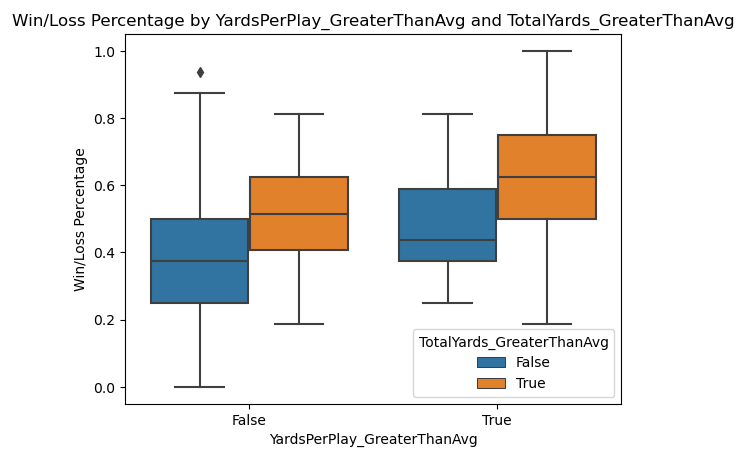 Win/Loss Percentage by YardsPerPlay_GreaterThanAvg and TotalYards_GreaterThanAvg
1.0
0.8
0.6
0.4
0.2
0.0
Win/Loss Percentage
TotalYards_GreaterThanAvg
False
True
False
True
YardsPerPlay_GreaterThanAvg